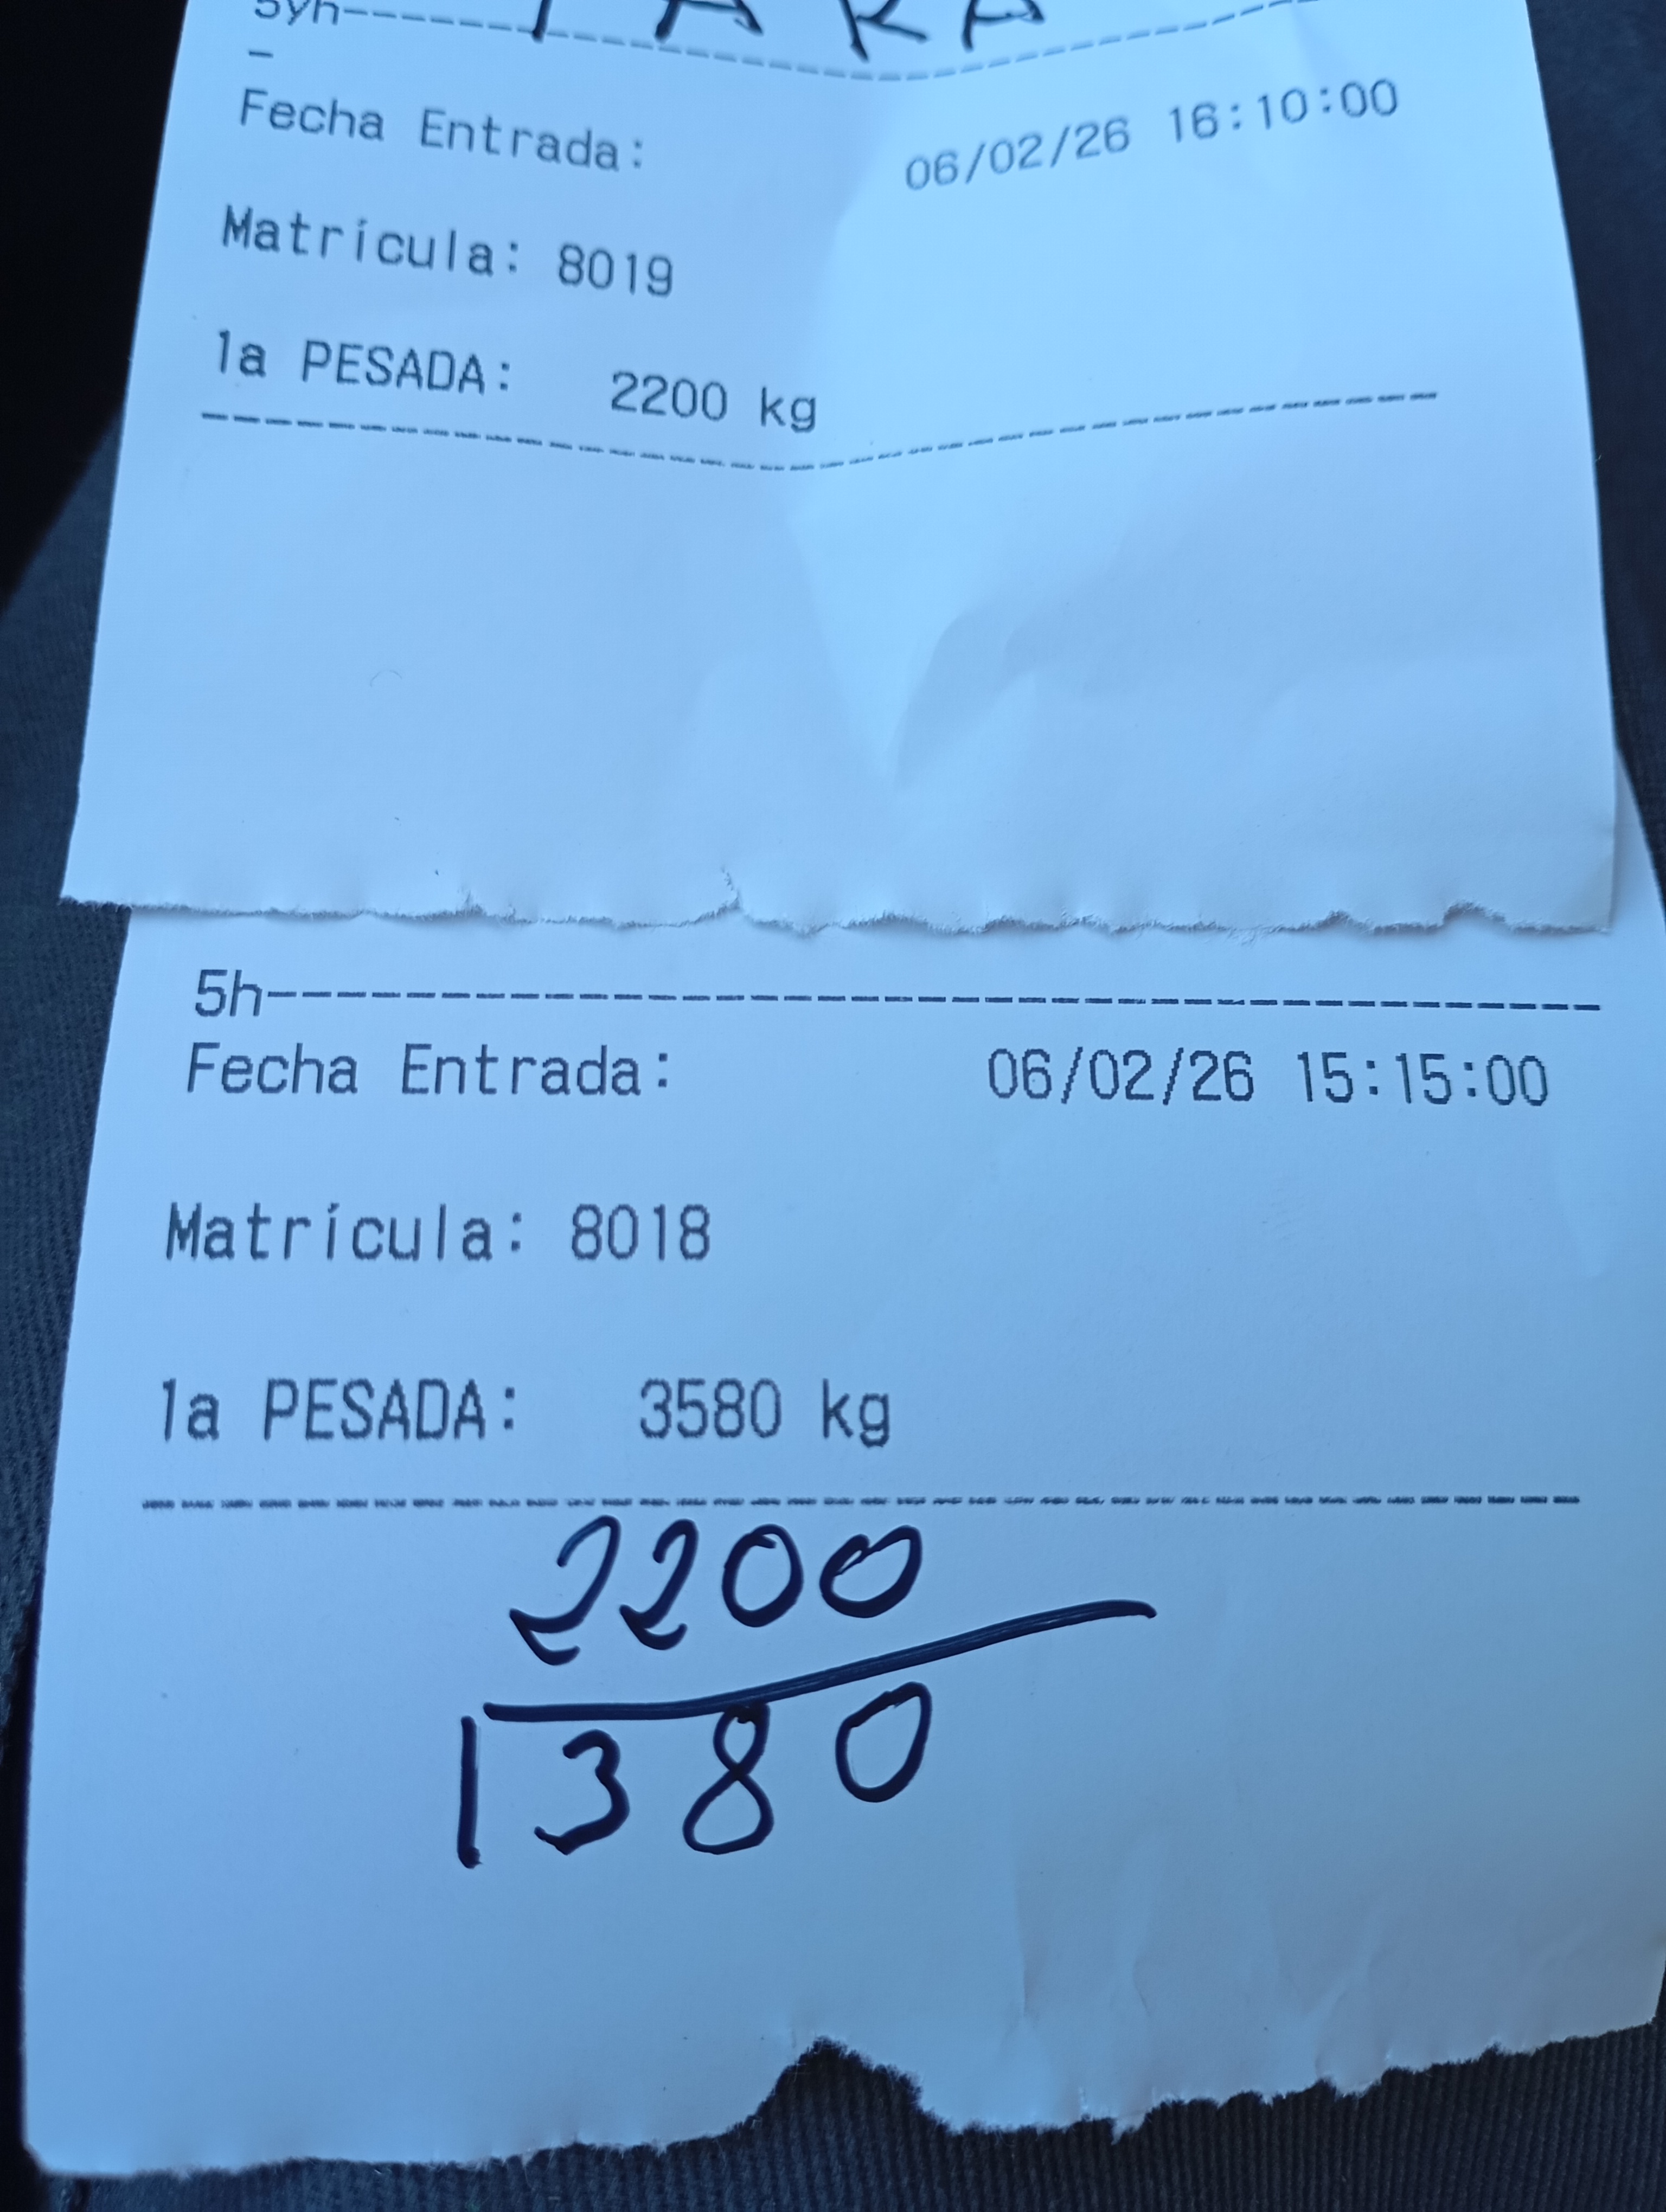 5yh-----------------------------
TARA
-
Fecha Entrada: 06/02/26 16:10:00
Matrícula: 8019
1a PESADA: 2200 kg
--------------------------------
5h------------------------------
Fecha Entrada: 06/02/26 15:15:00
Matrícula: 8018
1a PESADA: 3580 kg
--------------------------------
2200
1380